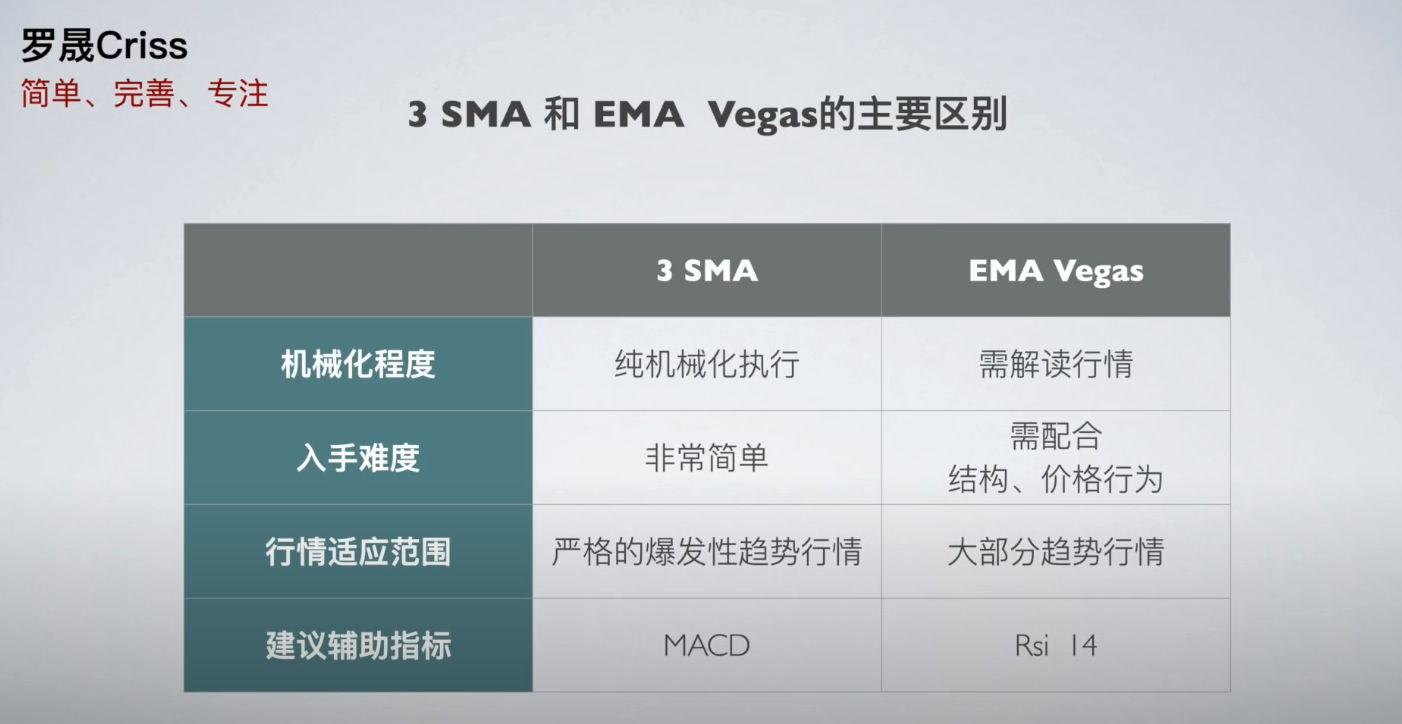 罗晟Criss
简单、完善、专注
3 SMA 和 EMA Vegas的主要区别
3 SMA
EMA Vegas
机械化程度
纯机械化执行
需解读行情
入手难度
非常简单
需配合
结构、价格行为
行情适应范围
严格的爆发性趋势行情
大部分趋势行情
建议辅助指标
MACD
Rsi 14